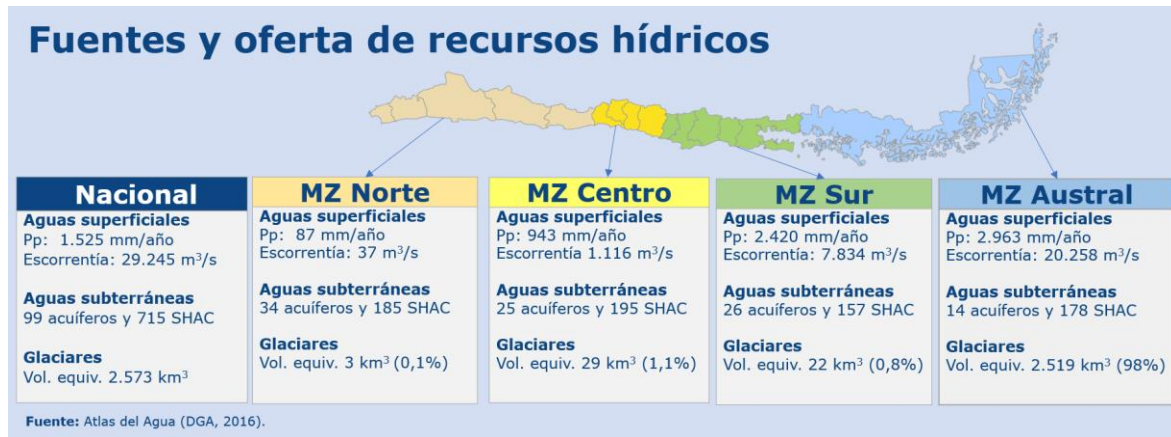 Fuentes y oferta de recursos hídricos
Nacional
Aguas superficiales
Pp: 1.525 mm/año
Escorrentía: 29.245 m³/s
Aguas subterráneas
99 acuíferos y 715 SHAC
Glaciares
Vol. equiv. 2.573 km³
MZ Norte
Aguas superficiales
Pp: 87 mm/año
Escorrentía: 37 m³/s
Aguas subterráneas
34 acuíferos y 185 SHAC
Glaciares
Vol. equiv. 3 km³ (0,1%)
MZ Centro
Aguas superficiales
Pp: 943 mm/año
Escorrentía 1.116 m³/s
Aguas subterráneas
25 acuíferos y 195 SHAC
Glaciares
Vol. equiv. 29 km³ (1,1%)
MZ Sur
Aguas superficiales
Pp: 2.420 mm/año
Escorrentía: 7.834 m³/s
Aguas subterráneas
26 acuíferos y 157 SHAC
Glaciares
Vol. equiv. 22 km³ (0,8%)
MZ Austral
Aguas superficiales
Pp: 2.963 mm/año
Escorrentía: 20.258 m³/s
Aguas subterráneas
14 acuíferos y 178 SHAC
Glaciares
Vol. equiv. 2.519 km³ (98%)
Fuente: Atlas del Agua (DGA, 2016).